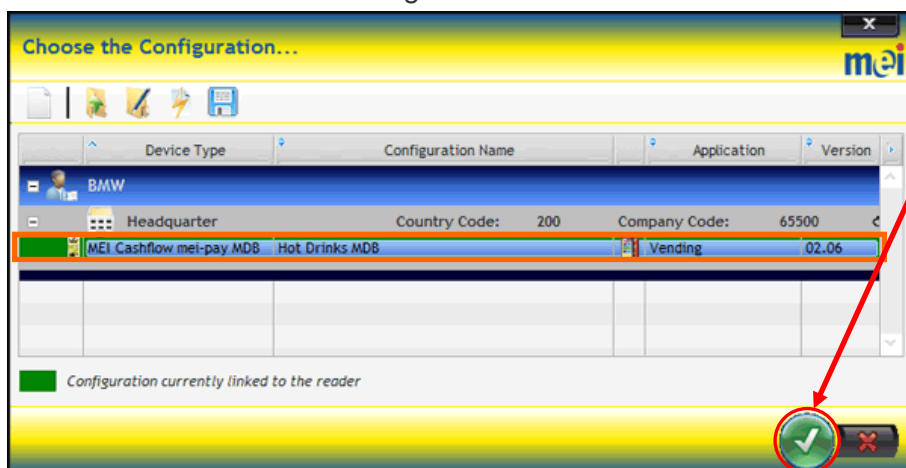 Choose the Configuration...
x
mei
Device Type Configuration Name Application Version
BMW
Headquarter Country Code: 200 Company Code: 65500
MEI Cashflow mei-pay MDB Hot Drinks MDB Vending 02.06
Configuration currently linked to the reader